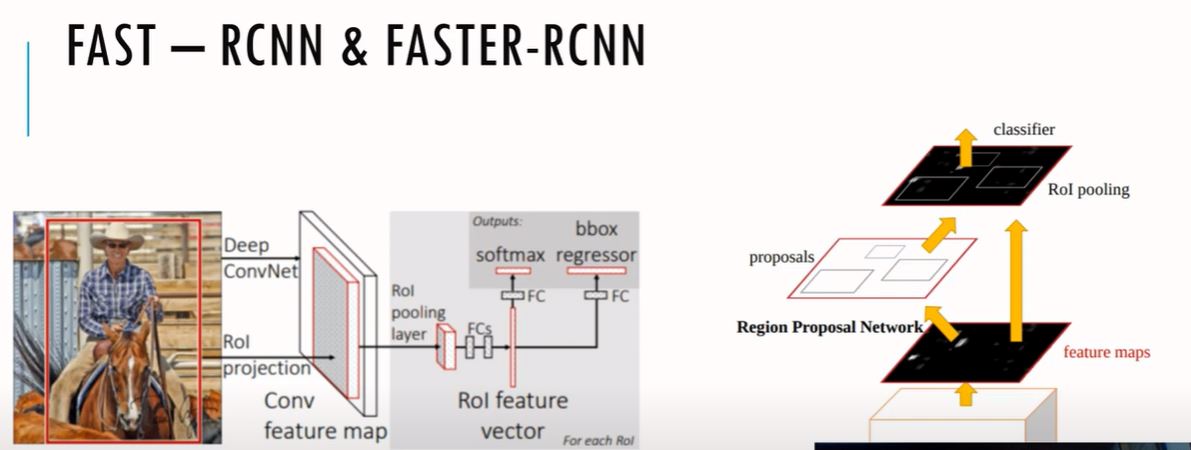 FAST – RCNN & FASTER-RCNN
Deep
ConvNet
RoI
projection
Conv
feature map
RoI
pooling
layer
FCs
Outputs:
softmax
bbox
regressor
FC
FC
RoI feature
vector
For each RoI
classifier
RoI pooling
proposals
Region Proposal Network
feature maps